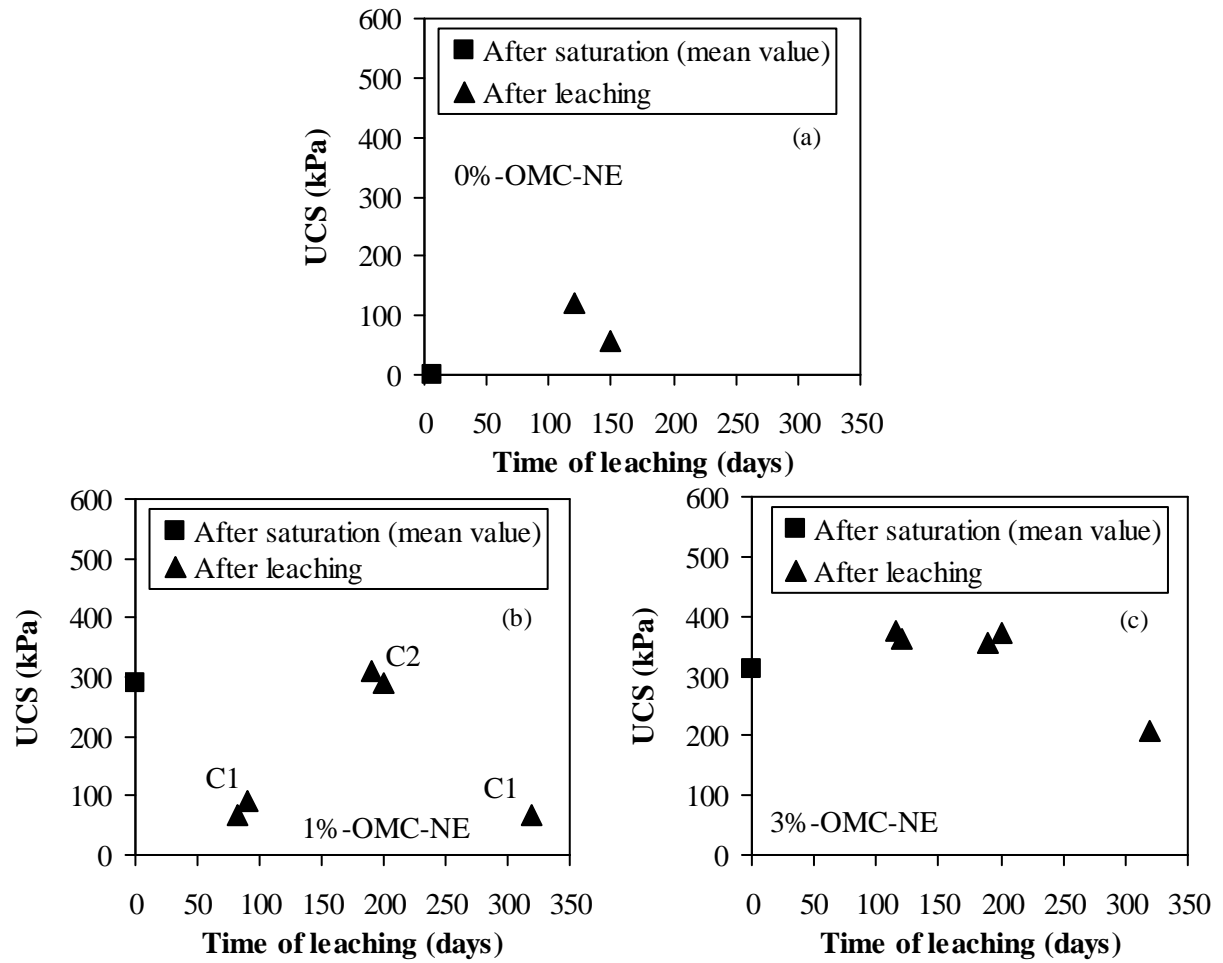 600
500
400
300
200
100
0
UCS (kPa)
After saturation (mean value)
After leaching
(a)
0%-OMC-NE
0 50 100 150 200 250 300 350
Time of leaching (days)
600
500
400
300
200
100
0
UCS (kPa)
After saturation (mean value)
After leaching
(b)
C2
C1
C1
1%-OMC-NE
0 50 100 150 200 250 300 350
Time of leaching (days)
600
500
400
300
200
100
0
UCS (kPa)
After saturation (mean value)
After leaching
(c)
3%-OMC-NE
0 50 100 150 200 250 300 350
Time of leaching (days)